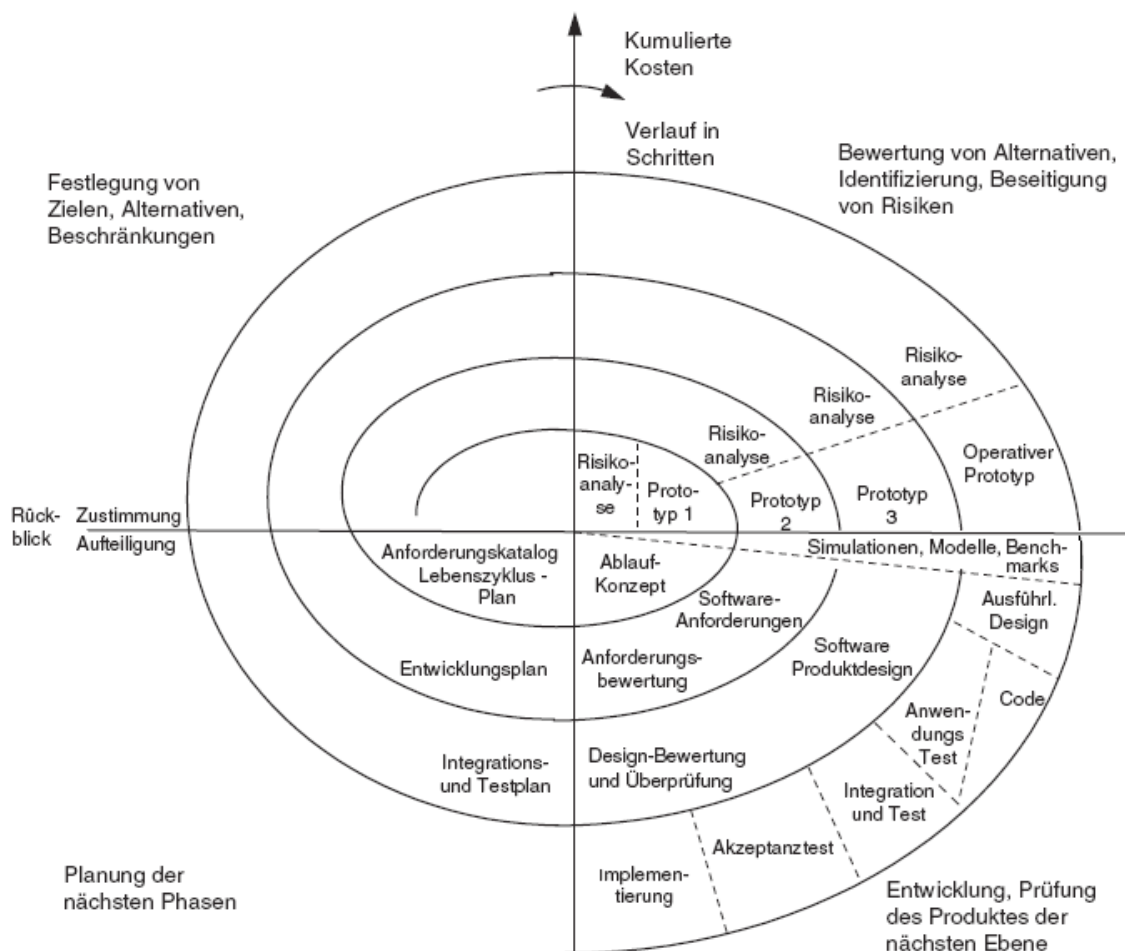 Kumulierte
Kosten
Verlauf in
Schritten
Festlegung von
Zielen, Alternativen,
Beschränkungen
Bewertung von Alternativen,
Identifizierung, Beseitigung
von Risiken
Risiko-
analyse
Risiko-
analyse
Risiko-
analyse
Risiko-
analy-
se
Proto-
typ 1
Prototyp
2
Prototyp
3
Operativer
Prototyp
Rück-
blick
Zustimmung
Aufteiligung
Simulationen, Modelle, Bench-
marks
Anforderungskatalog
Lebenszyklus -
Plan
Ablauf-
Konzept
Software-
Anforderungen
Ausführl.
Design
Entwicklungsplan
Anforderungs-
bewertung
Software
Produktdesign
Code
Anwen-
dungs
Test
Integrations-
und Testplan
Design-Bewertung
und Überprüfung
Integration
und Test
Akzeptanztest
Implemen-
tierung
Planung der
nächsten Phasen
Entwicklung, Prüfung
des Produktes der
nächsten Ebene